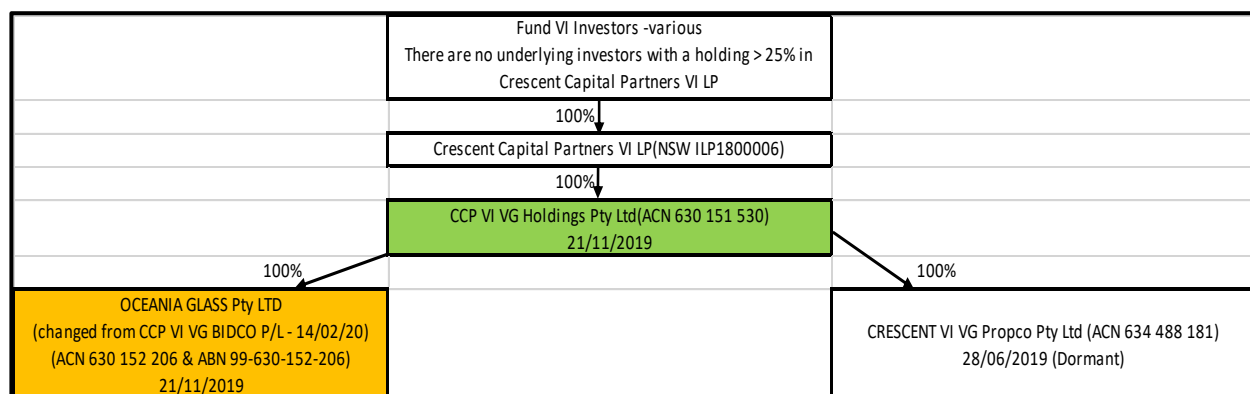 Fund VI Investors -various
There are no underlying investors with a holding > 25% in
Crescent Capital Partners VI LP
100%
Crescent Capital Partners VI LP(NSW ILP1800006)
100%
CCP VI VG Holdings Pty Ltd(ACN 630 151 530)
21/11/2019
100%
100%
OCEANIA GLASS Pty LTD
(changed from CCP VI VG BIDCO P/L - 14/02/20)
(ACN 630 152 206 & ABN 99-630-152-206)
21/11/2019
CRESCENT VI VG Propco Pty Ltd (ACN 634 488 181)
28/06/2019 (Dormant)